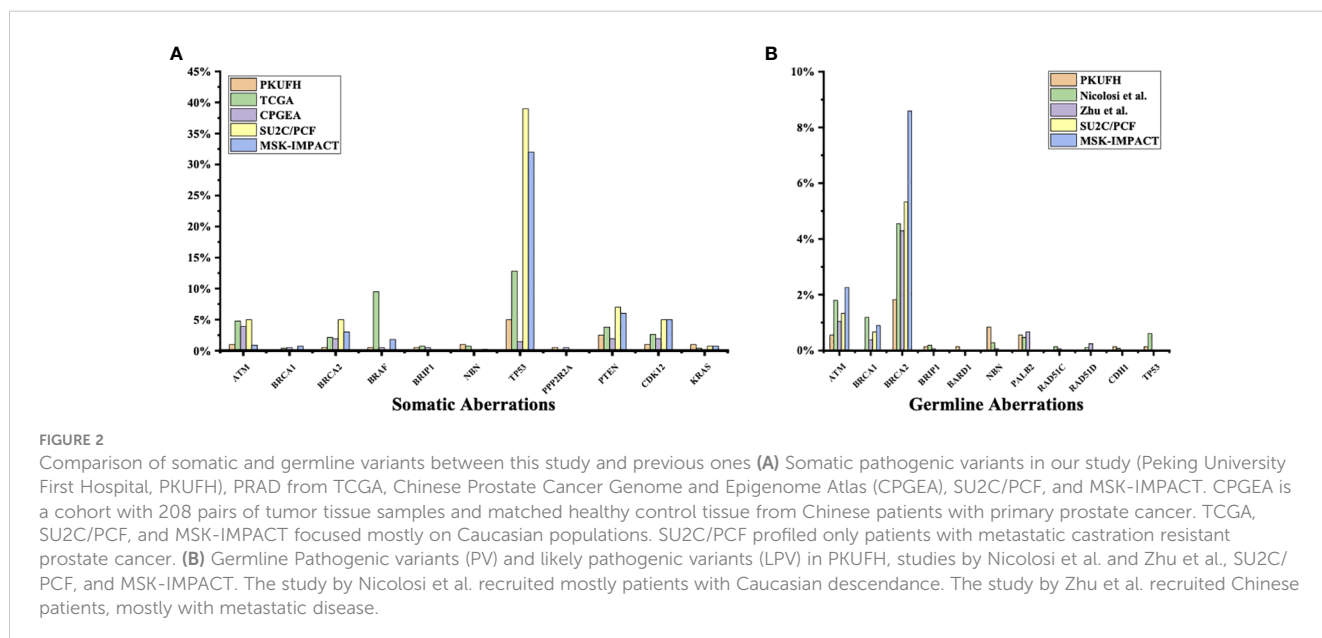 A
45%
40%
35%
30%
25%
20%
15%
10%
5%
0%
PKUFH
TCGA
CPGEA
SU2C/PCF
MSK-IMPACT
ATM
BRCA1
BRCA2
BRAF
BRIP1
NBN
TP53
PPP2R2A
PTEN
CDK12
KRAS
Somatic Aberrations
B
10%
8%
6%
4%
2%
0%
PKUFH
Nicolosi et al.
Zhu et al.
SU2C/PCF
MSK-IMPACT
ATM
BRCA1
BRCA2
BRIP1
BARD1
NBN
PALB2
RAD51C
RAD51D
CDH1
TP53
Germline Aberrations
FIGURE 2
Comparison of somatic and germline variants between this study and previous ones (A) Somatic pathogenic variants in our study (Peking University
First Hospital, PKUFH), PRAD from TCGA, Chinese Prostate Cancer Genome and Epigenome Atlas (CPGEA), SU2C/PCF, and MSK-IMPACT. CPGEA is
a cohort with 208 pairs of tumor tissue samples and matched healthy control tissue from Chinese patients with primary prostate cancer. TCGA,
SU2C/PCF, and MSK-IMPACT focused mostly on Caucasian populations. SU2C/PCF profiled only patients with metastatic castration resistant
prostate cancer. (B) Germline Pathogenic variants (PV) and likely pathogenic variants (LPV) in PKUFH, studies by Nicolosi et al. and Zhu et al., SU2C/
PCF, and MSK-IMPACT. The study by Nicolosi et al. recruited mostly patients with Caucasian descendance. The study by Zhu et al. recruited Chinese
patients, mostly with metastatic disease.